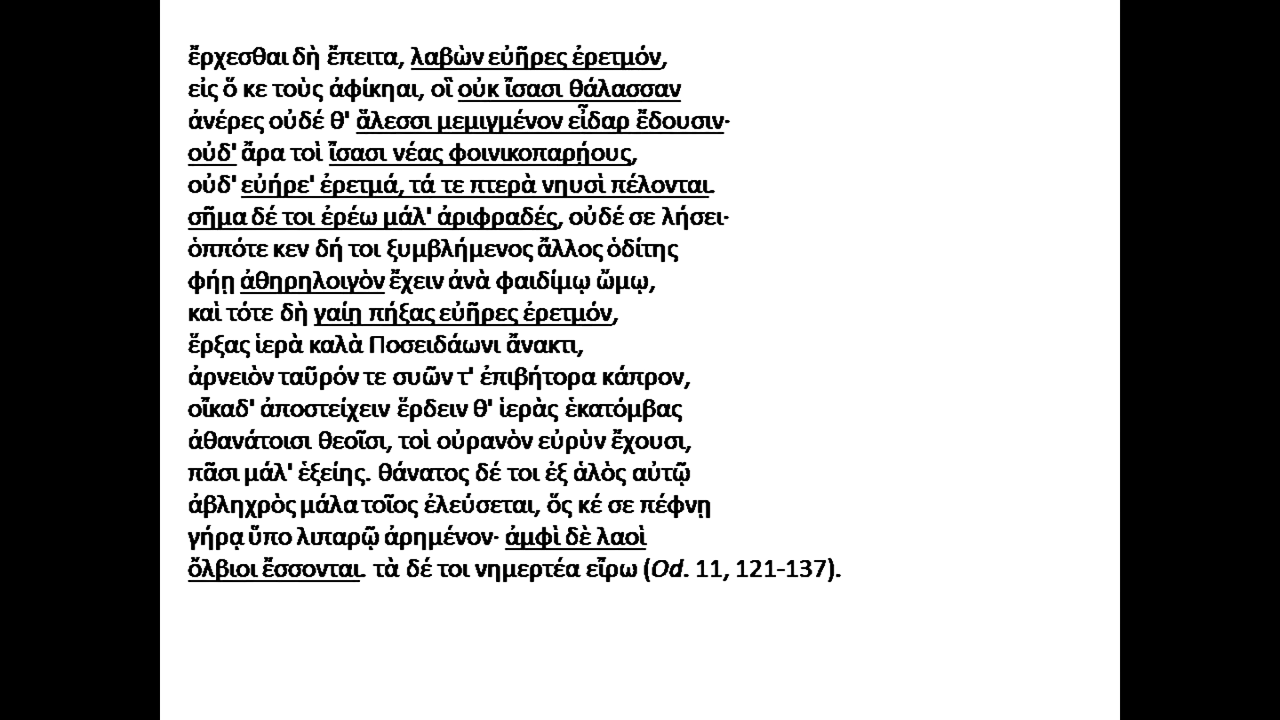 ἔρχεσθαι δὴ ἔπειτα, λαβὼν εὐῆρες ἐρετμόν,
εἰς ὅ κε τοὺς ἀφίκηαι, οἳ οὐκ ἴσασι θάλασσαν
ἀνέρες οὐδέ θ' ἅλεσσι μεμιγμένον εἶδαρ ἔδουσιν·
οὐδ' ἄρα τοὶ ἴσασι νέας φοινικοπαρῄους,
οὐδ' εὐήρε' ἐρετμά, τά τε πτερὰ νηυσὶ πέλονται.
σῆμα δέ τοι ἐρέω μάλ' ἀριφραδές, οὐδέ σε λήσει·
ὁππότε κεν δή τοι ξυμβλήμενος ἄλλος ὁδίτης
φήῃ ἀθηρηλοιγὸν ἔχειν ἀνὰ φαιδίμῳ ὤμῳ,
καὶ τότε δὴ γαίῃ πήξας εὐῆρες ἐρετμόν,
ἔρξας ἱερὰ καλὰ Ποσειδάωνι ἄνακτι,
ἀρνειὸν ταῦρόν τε συῶν τ' ἐπιβήτορα κάπρον,
οἴκαδ' ἀποστείχειν ἔρδειν θ' ἱερὰς ἑκατόμβας
ἀθανάτοισι θεοῖσι, τοὶ οὐρανὸν εὐρὺν ἔχουσι,
πᾶσι μάλ' ἑξείης. θάνατος δέ τοι ἐξ ἁλὸς αὐτῷ
ἀβληχρὸς μάλα τοῖος ἐλεύσεται, ὅς κέ σε πέφνῃ
γήρᾳ ὕπο λιπαρῷ ἀρημένον· ἀμφὶ δὲ λαοὶ
ὄλβιοι ἔσσονται. τὰ δέ τοι νημερτέα εἴρω (Od. 11, 121-137).